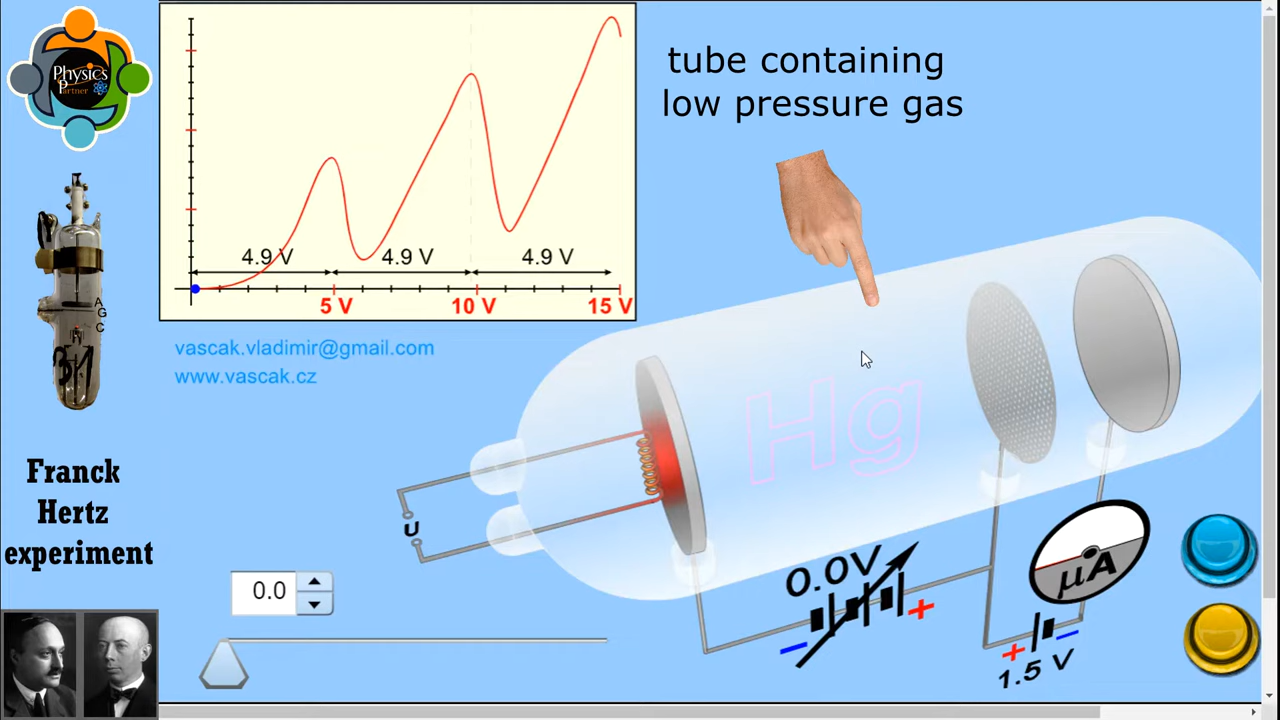 Physics
Partner
tube containing
low pressure gas
4.9 V
4.9 V
4.9 V
5 V
10 V
15 V
vascak.vladimir@gmail.com
www.vascak.cz
A
G
C
31
Hg
Franck
Hertz
experiment
U
0.0
0.0V
+
−
μA
+
−
1.5 V